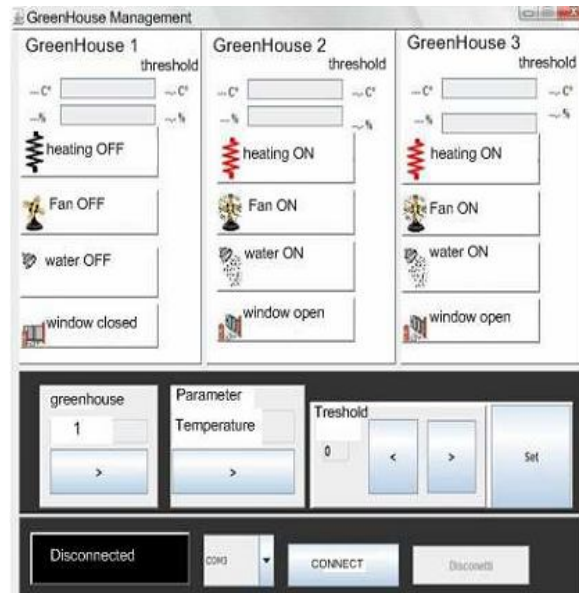 GreenHouse Management
GreenHouse 1
threshold
--- C° ~.~ C°
--- % ~.~ %
heating OFF
Fan OFF
water OFF
window closed
GreenHouse 2
threshold
--- C° ~.~ C°
--- % ~.~ %
heating ON
Fan ON
water ON
window open
GreenHouse 3
threshold
--- C° ~.~ C°
--- % ~.~ %
heating ON
Fan ON
water ON
window open
greenhouse
1
>
Parameter
Temperature
>
Treshold
0 < >
Set
Disconnected
COM3
CONNECT
Disconetti